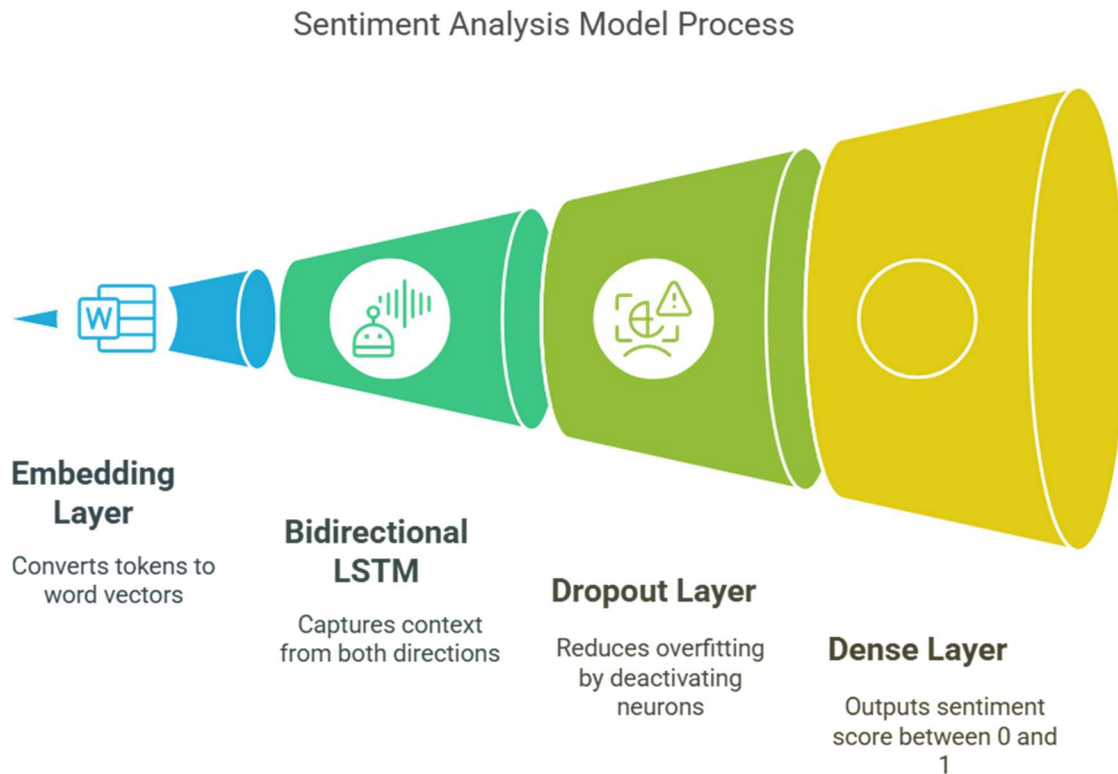 Sentiment Analysis Model Process
W
Embedding
Layer
Converts tokens to
word vectors
Bidirectional
LSTM
Captures context
from both directions
Dropout Layer
Reduces overfitting
by deactivating
neurons
Dense Layer
Outputs sentiment
score between 0 and
1